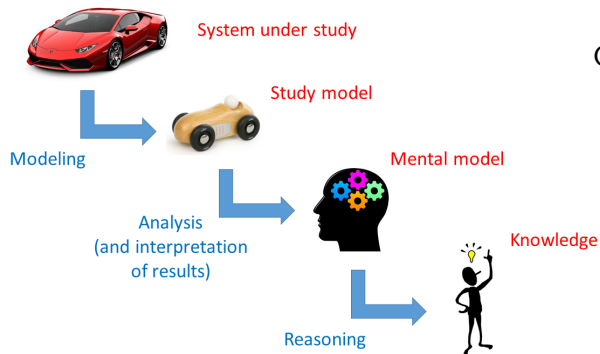 System under study
Study model
Modeling
Mental model
Analysis
(and interpretation
of results)
Knowledge
Reasoning